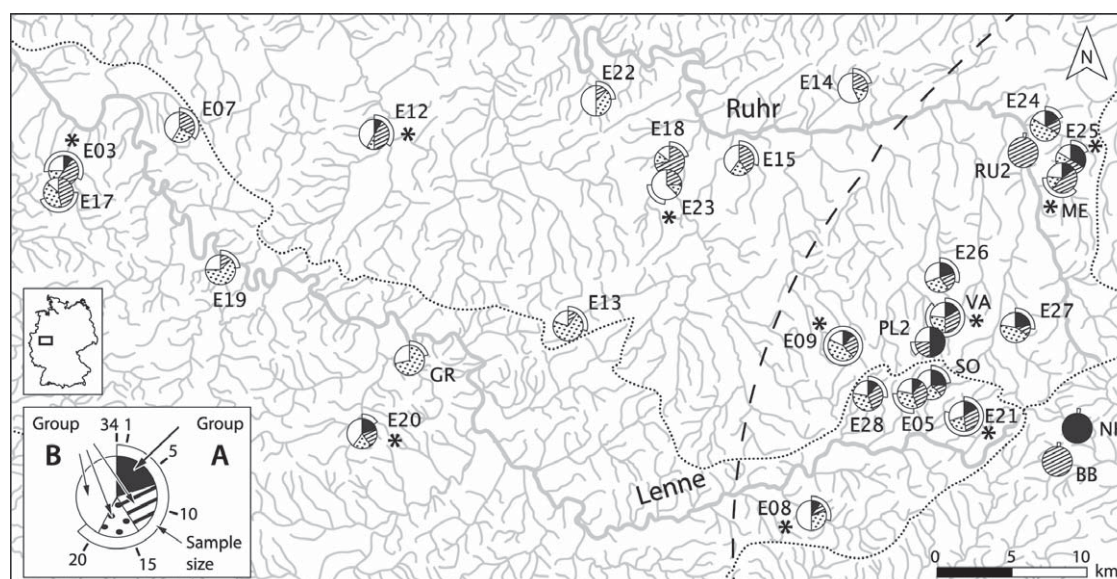 E22
E14
N
E07
E12
*
Ruhr
E24
E25
*
*
E03
E18
E15
RU2
E17
E23
*
ME
*
E26
E19
VA
*
E27
E13
PL2
*
E09
GR
SO
E20
*
E28
E05
E21
*
NI
BB
Lenne
E08
*
Group
34
1
Group
B
A
5
10
Sample
size
20
15
0
5
10
km